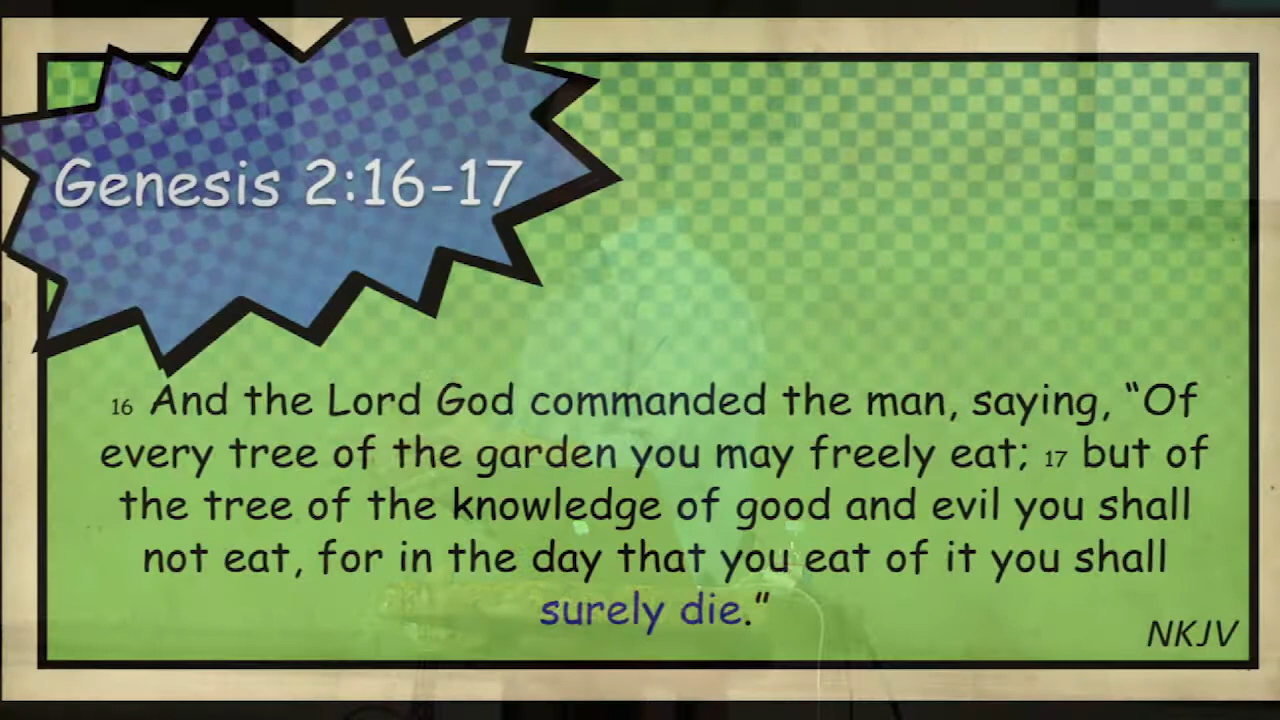 Genesis 2:16-17
16 And the Lord God commanded the man, saying, “Of
every tree of the garden you may freely eat; 17 but of
the tree of the knowledge of good and evil you shall
not eat, for in the day that you eat of it you shall
surely die.”
NKJV